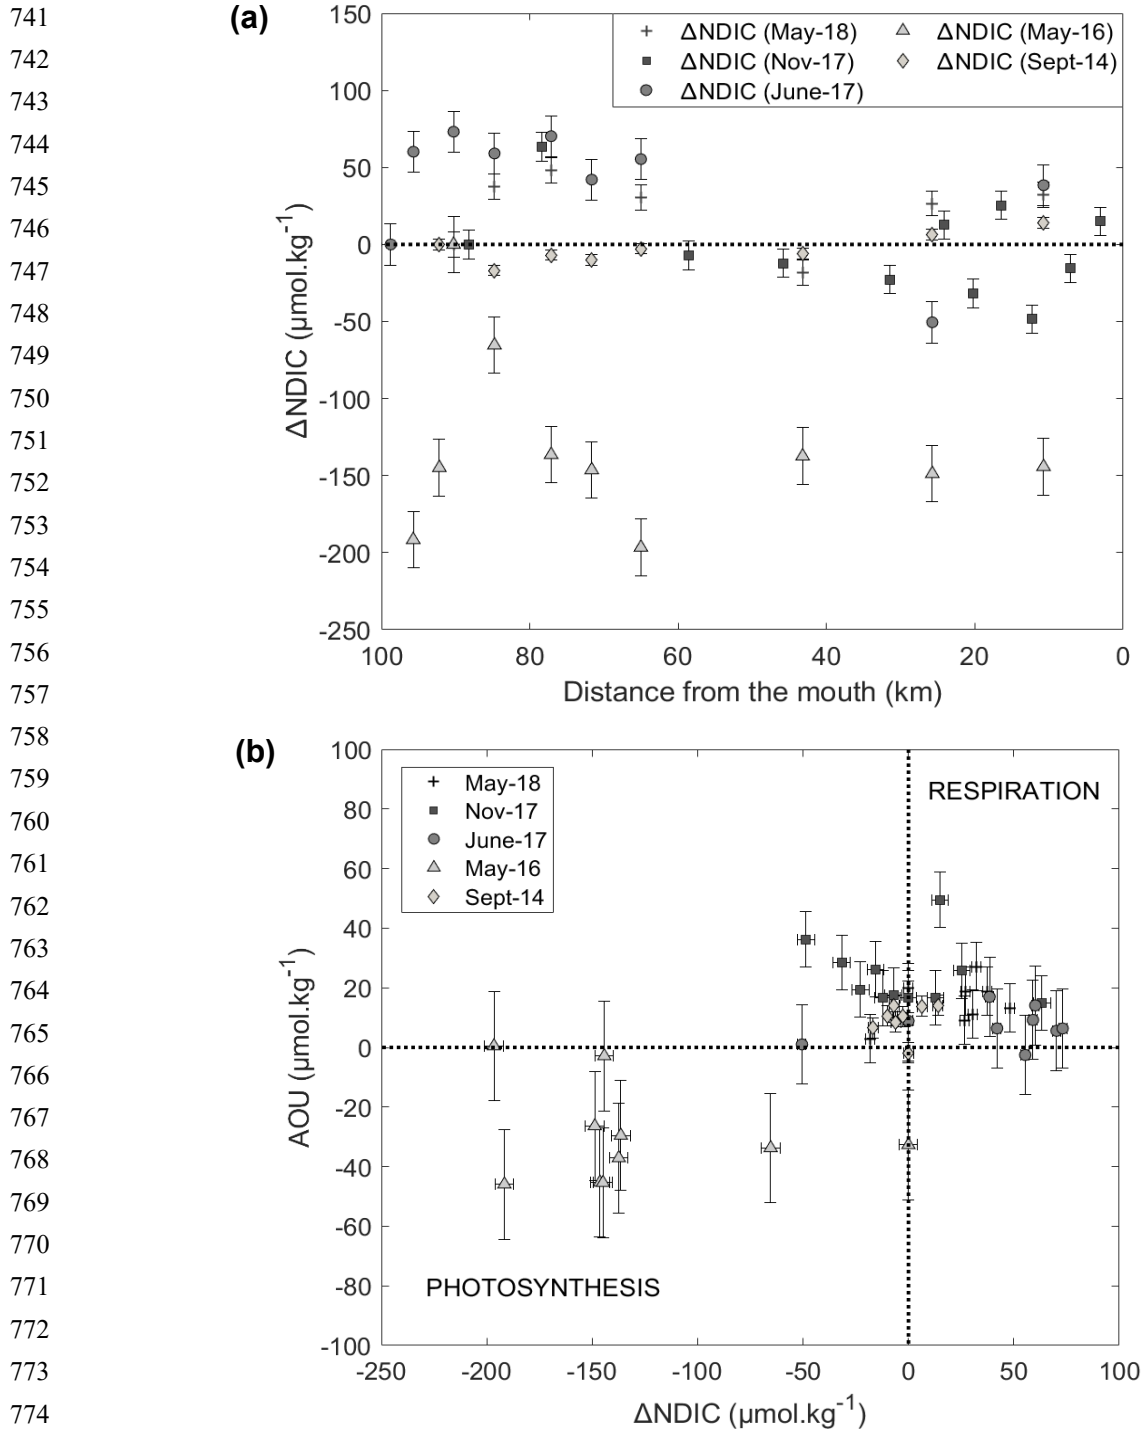 741
742
743
744
745
746
747
748
749
750
751
752
753
754
755
756
757
758
759
760
761
762
763
764
765
766
767
768
769
770
771
772
773
774
(a)
ΔNDIC (May-18)
ΔNDIC (Nov-17)
ΔNDIC (June-17)
ΔNDIC (May-16)
ΔNDIC (Sept-14)
150
100
50
0
-50
-100
-150
-200
-250
ΔNDIC (µmol.kg⁻¹)
100 80 60 40 20 0
Distance from the mouth (km)
(b)
May-18
Nov-17
June-17
May-16
Sept-14
RESPIRATION
PHOTOSYNTHESIS
100
80
60
40
20
0
-20
-40
-60
-80
-100
AOU (µmol.kg⁻¹)
-250 -200 -150 -100 -50 0 50 100
ΔNDIC (µmol.kg⁻¹)